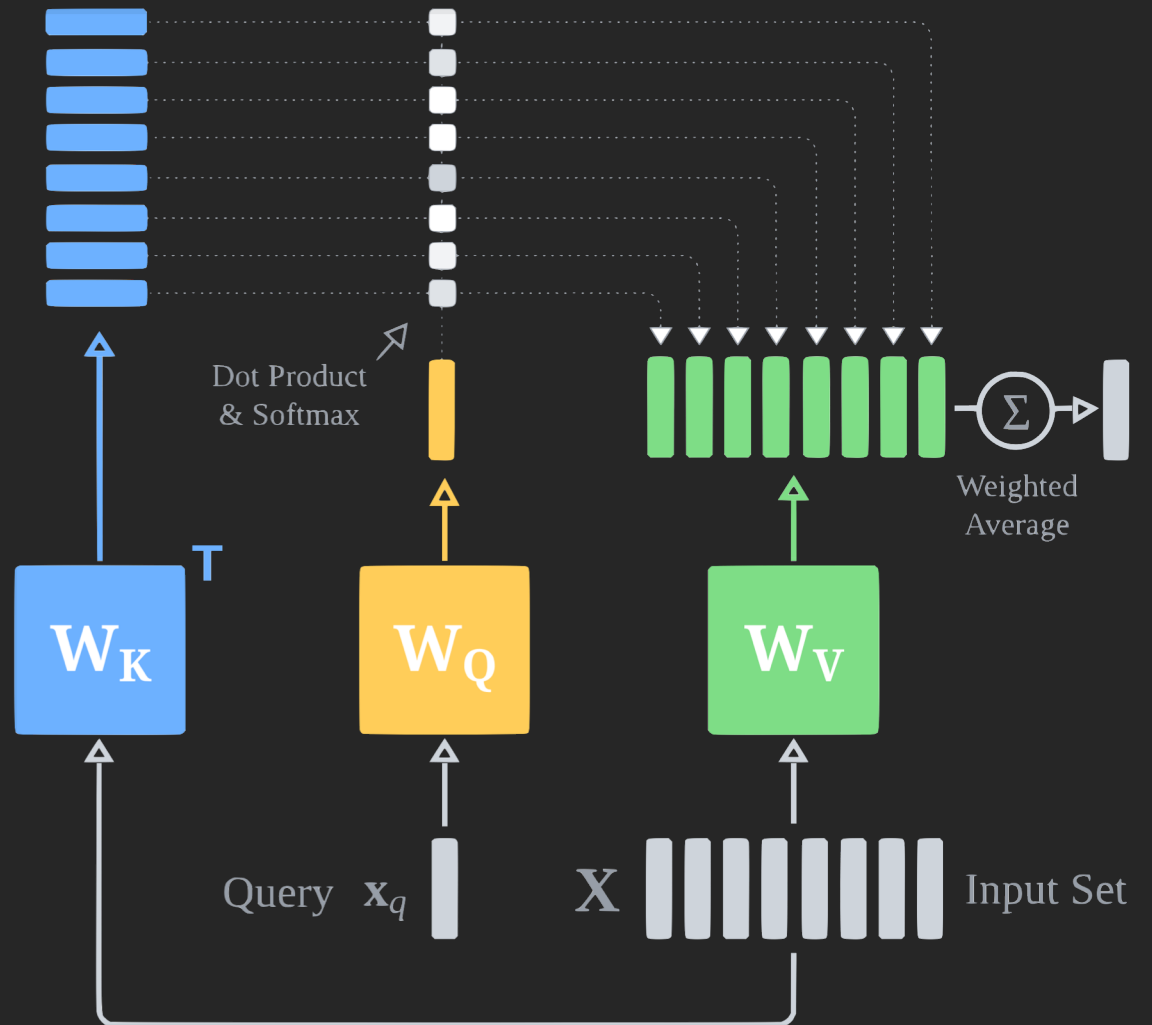 Dot Product
& Softmax
Σ
Weighted
Average
T
W_K
W_Q
W_V
Query x_q
X Input Set